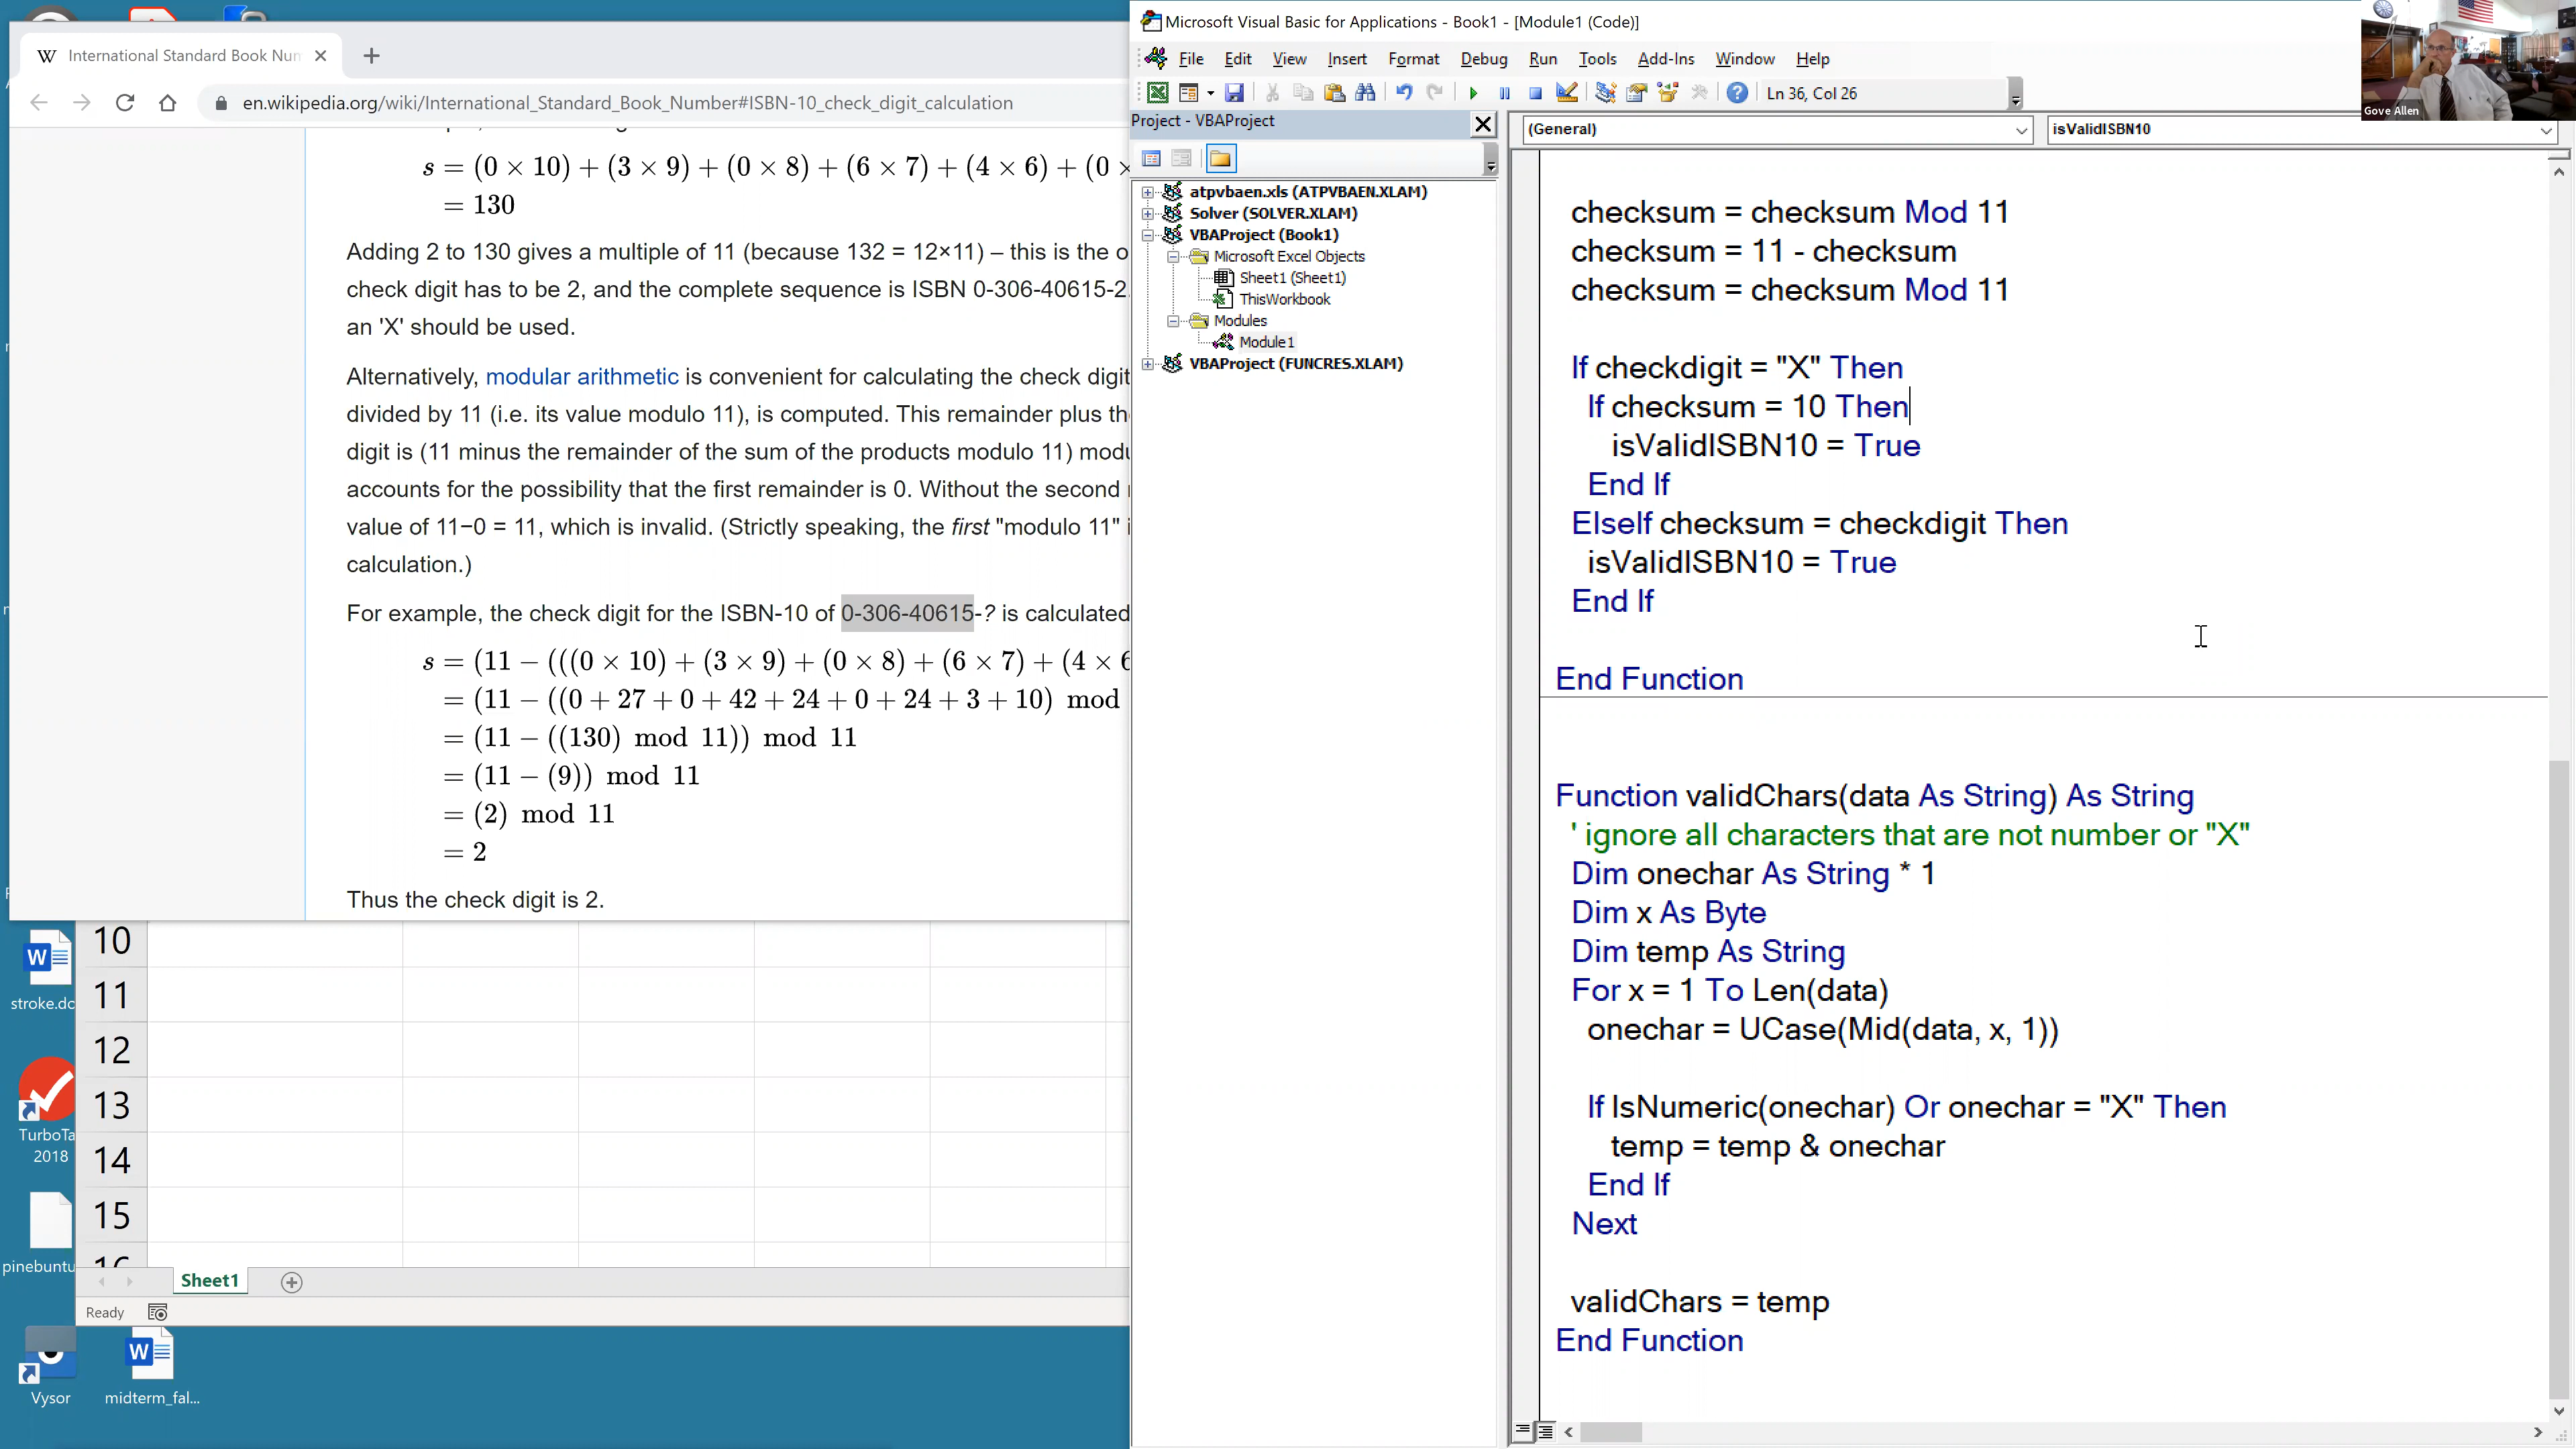 International Standard Book Nun
en.wikipedia.org/wiki/International_Standard_Book_Number#ISBN-10_check_digit_calculation
s = (0 × 10) + (3 × 9) + (0 × 8) + (6 × 7) + (4 × 6) + (0 ×
= 130
Adding 2 to 130 gives a multiple of 11 (because 132 = 12×11) – this is the o
check digit has to be 2, and the complete sequence is ISBN 0-306-40615-2.
an 'X' should be used.
Alternatively, modular arithmetic is convenient for calculating the check digit
divided by 11 (i.e. its value modulo 11), is computed. This remainder plus th
digit is (11 minus the remainder of the sum of the products modulo 11) modu
accounts for the possibility that the first remainder is 0. Without the second
value of 11−0 = 11, which is invalid. (Strictly speaking, the first "modulo 11" i
calculation.)
For example, the check digit for the ISBN-10 of 0-306-40615-? is calculated
s = (11 − (((0 × 10) + (3 × 9) + (0 × 8) + (6 × 7) + (4 × 6
= (11 − ((0 + 27 + 0 + 42 + 24 + 0 + 24 + 3 + 10) mod
= (11 − ((130) mod 11)) mod 11
= (11 − (9)) mod 11
= (2) mod 11
= 2
Thus the check digit is 2.
10
11
12
13
14
15
16
Sheet1
Ready
stroke.dc
TurboTa
2018
pinebuntu
Vysor
midterm_fal...
Microsoft Visual Basic for Applications - Book1 - [Module1 (Code)]
File Edit View Insert Format Debug Run Tools Add-Ins Window Help
Ln 36, Col 26
Gove Allen
Project - VBAProject
atpvbaen.xls (ATPVBAEN.XLAM)
Solver (SOLVER.XLAM)
VBAProject (Book1)
Microsoft Excel Objects
Sheet1 (Sheet1)
ThisWorkbook
Modules
Module1
VBAProject (FUNCRES.XLAM)
(General)
isValidISBN10
checksum = checksum Mod 11
checksum = 11 - checksum
checksum = checksum Mod 11
If checkdigit = "X" Then
If checksum = 10 Then
isValidISBN10 = True
End If
ElseIf checksum = checkdigit Then
isValidISBN10 = True
End If
End Function
Function validChars(data As String) As String
' ignore all characters that are not number or "X"
Dim onechar As String * 1
Dim x As Byte
Dim temp As String
For x = 1 To Len(data)
onechar = UCase(Mid(data, x, 1))
If IsNumeric(onechar) Or onechar = "X" Then
temp = temp & onechar
End If
Next
validChars = temp
End Function